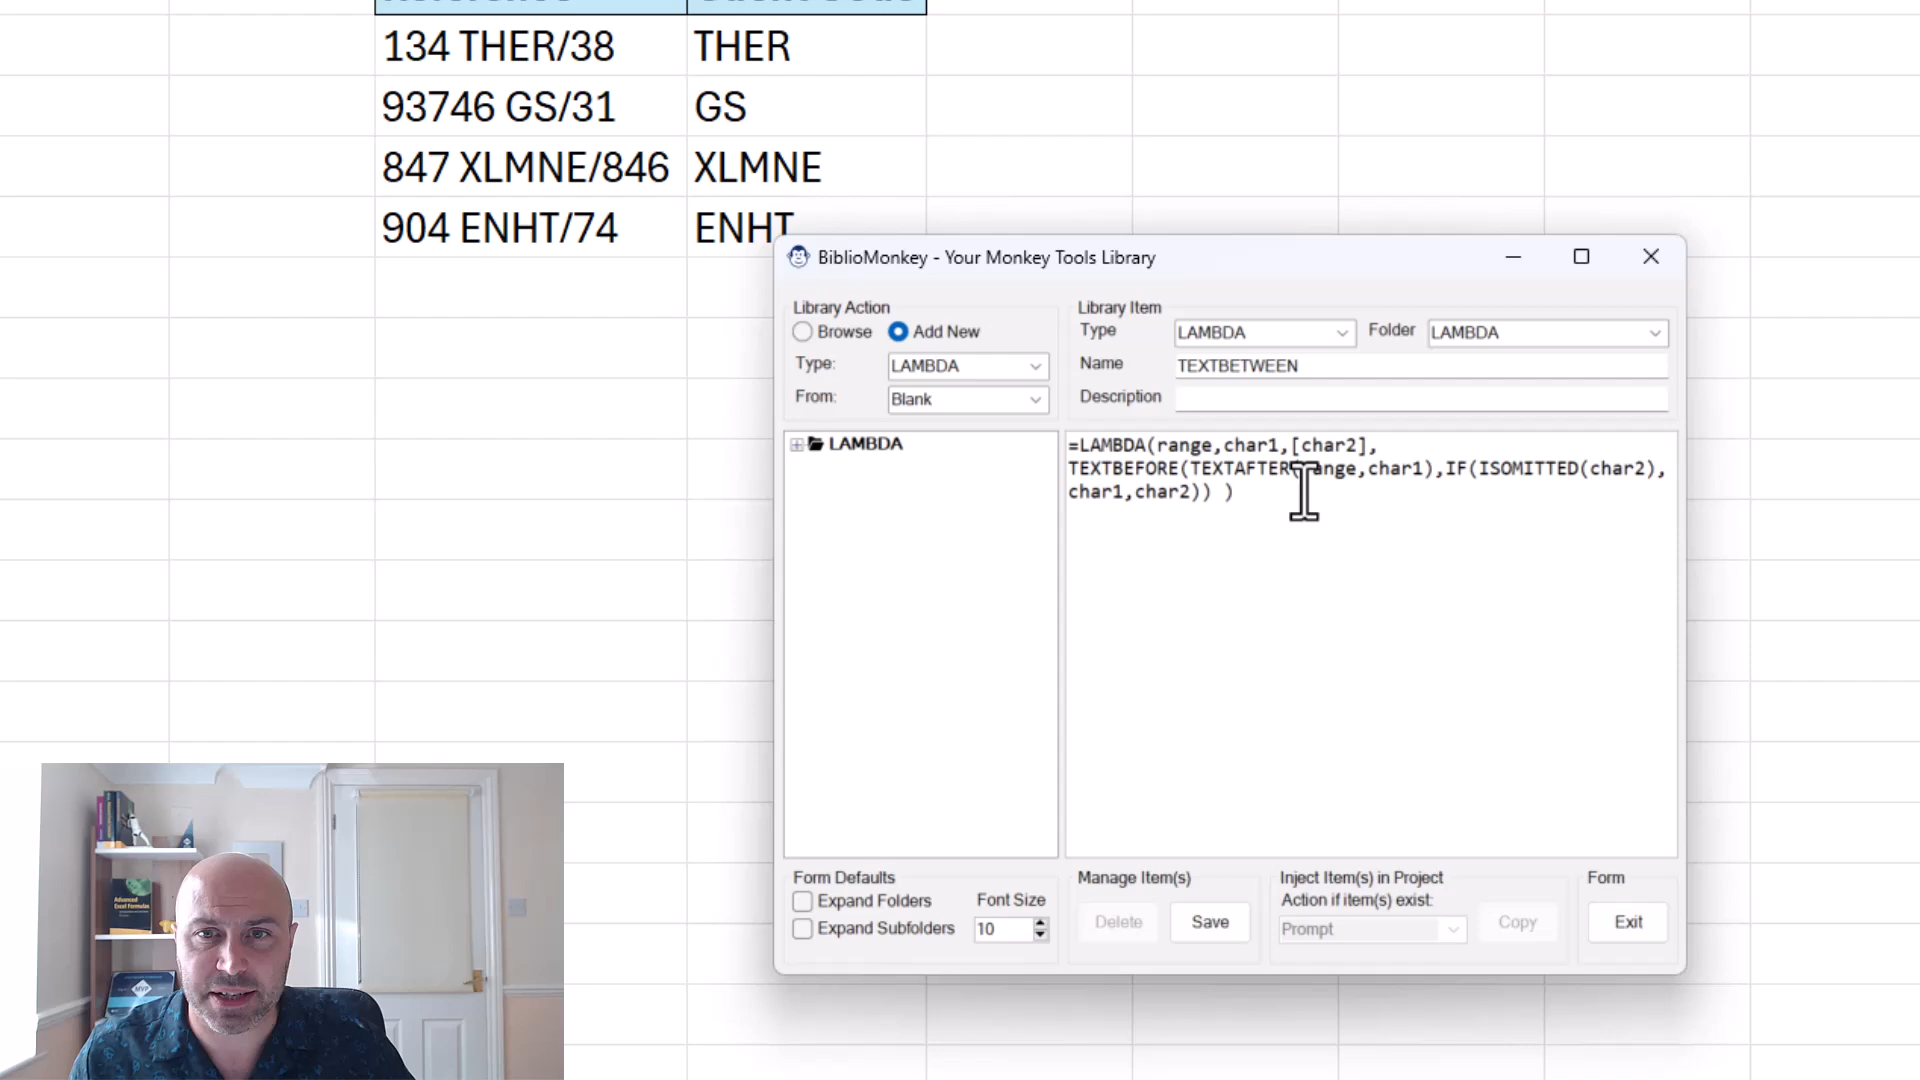 134 THER/38 THER
93746 GS/31 GS
847 XLMNE/846 XLMNE
904 ENHT/74 ENHT
BiblioMonkey - Your Monkey Tools Library
Library Action
Browse Add New
Type: LAMBDA
From: Blank
Library Item
Type LAMBDA Folder LAMBDA
Name TEXTBETWEEN
Description
LAMBDA
=LAMBDA(range,char1,[char2],
TEXTBEFORE(TEXTAFTER(range,char1),IF(ISOMITTED(char2),
char1,char2)) )
Form Defaults
Expand Folders Font Size
Expand Subfolders 10
Manage Item(s)
Delete Save
Inject Item(s) in Project
Action if item(s) exist:
Prompt Copy
Form
Exit
Advanced
Excel Formulas
MVP